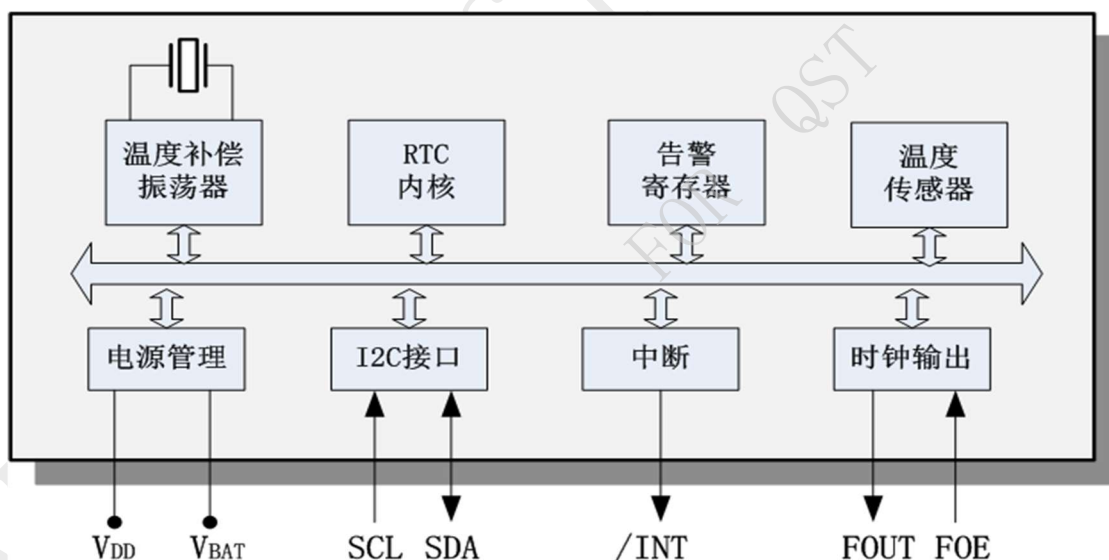 温度补偿
振荡器
RTC
内核
告警
寄存器
温度
传感器
电源管理
I2C接口
中断
时钟输出
VDD
VBAT
SCL
SDA
/INT
FOUT
FOE
FOR QST